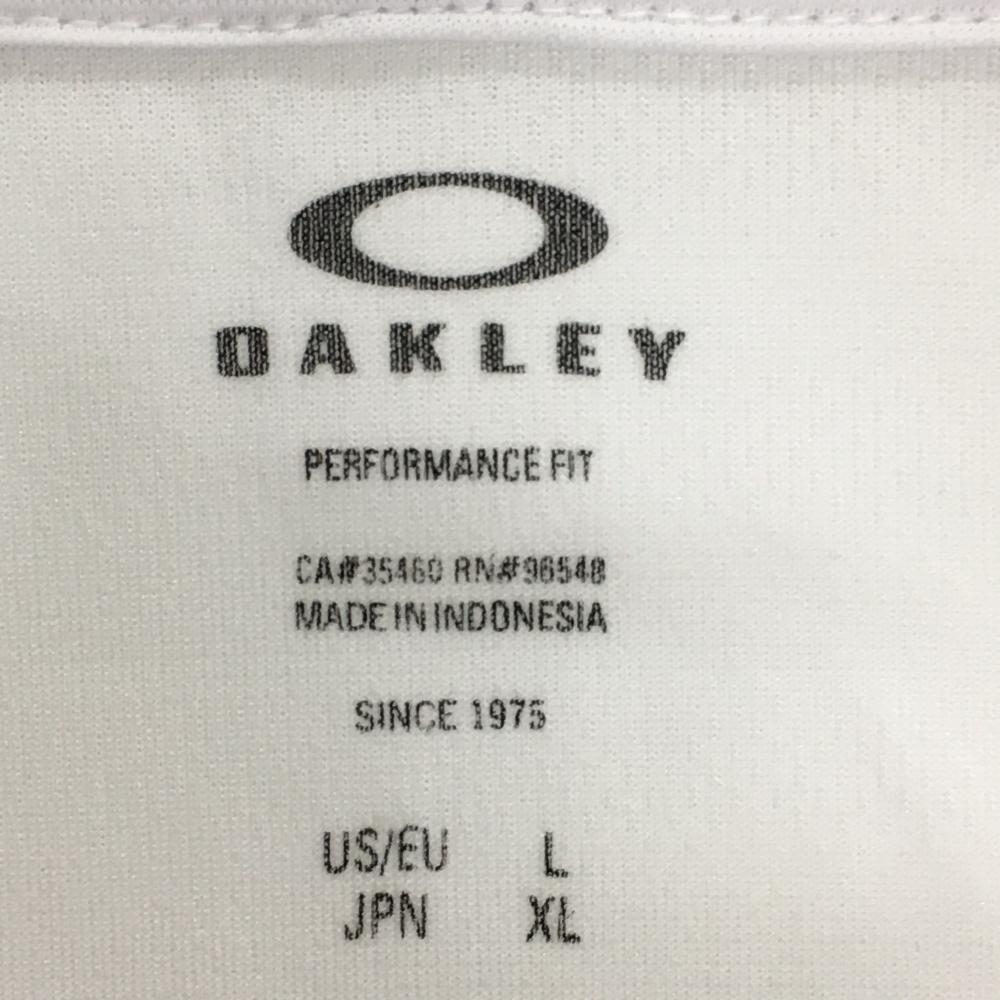 OAKLEY
PERFORMANCE FIT
CA#35460 RN#96548
MADE IN INDONESIA
SINCE 1975
US/EU L
JPN XL